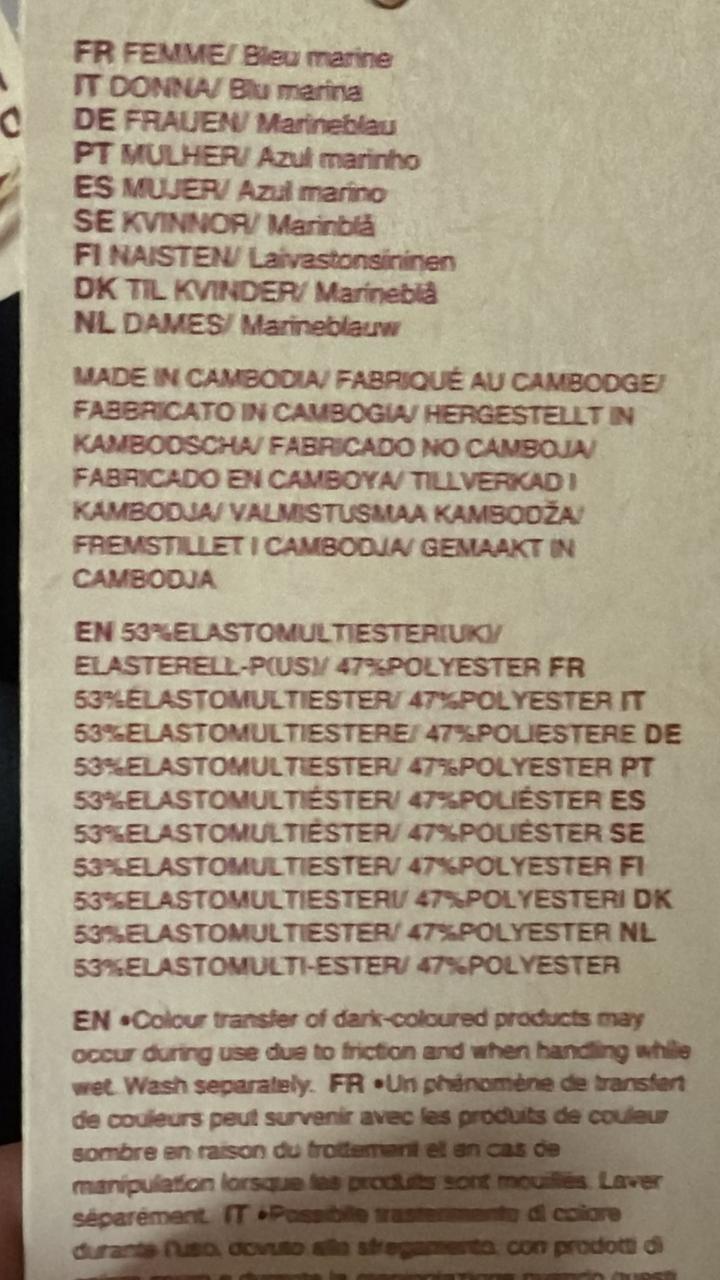 FR FEMME/ Bleu marine
IT DONNA/ Blu marina
DE FRAUEN/ Marineblau
PT MULHER/ Azul marinho
ES MUJER/ Azul marino
SE KVINNOR/ Marinblå
FI NAISTEN/ Laivastonsininen
DK TIL KVINDER/ Marineblå
NL DAMES/ Marineblauw
MADE IN CAMBODIA/ FABRIQUÉ AU CAMBODGE/
FABBRICATO IN CAMBOGIA/ HERGESTELLT IN
KAMBODSCHA/ FABRICADO NO CAMBOJA/
FABRICADO EN CAMBOYA/ TILLVERKAD I
KAMBODJA/ VALMISTUSMAA KAMBODŽA/
FREMSTILLET I CAMBODJA/ GEMAAKT IN
CAMBODJA
EN 53%ELASTOMULTIESTER(UK)/
ELASTERELL-P(US)/ 47%POLYESTER FR
53%ÉLASTOMULTIESTER/ 47%POLYESTER IT
53%ELASTOMULTIESTERE/ 47%POLIESTERE DE
53%ELASTOMULTIESTER/ 47%POLYESTER PT
53%ELASTOMULTIÉSTER/ 47%POLIÉSTER ES
53%ELASTOMULTIÉSTER/ 47%POLIÉSTER SE
53%ELASTOMULTIESTER/ 47%POLYESTER FI
53%ELASTOMULTIESTERI/ 47%POLYESTERI DK
53%ELASTOMULTIESTER/ 47%POLYESTER NL
53%ELASTOMULTI-ESTER/ 47%POLYESTER
EN •Colour transfer of dark-coloured products may
occur during use due to friction and when handling while
wet. Wash separately. FR •Un phénomène de transfert
de couleurs peut survenir avec les produits de couleur
sombre en raison du frottement et en cas de
manipulation lorsque les produits sont mouillés. Laver
séparément. IT •Possibile trasferimento di colore
durante l'uso, dovuto allo sfregamento, con prodotti di